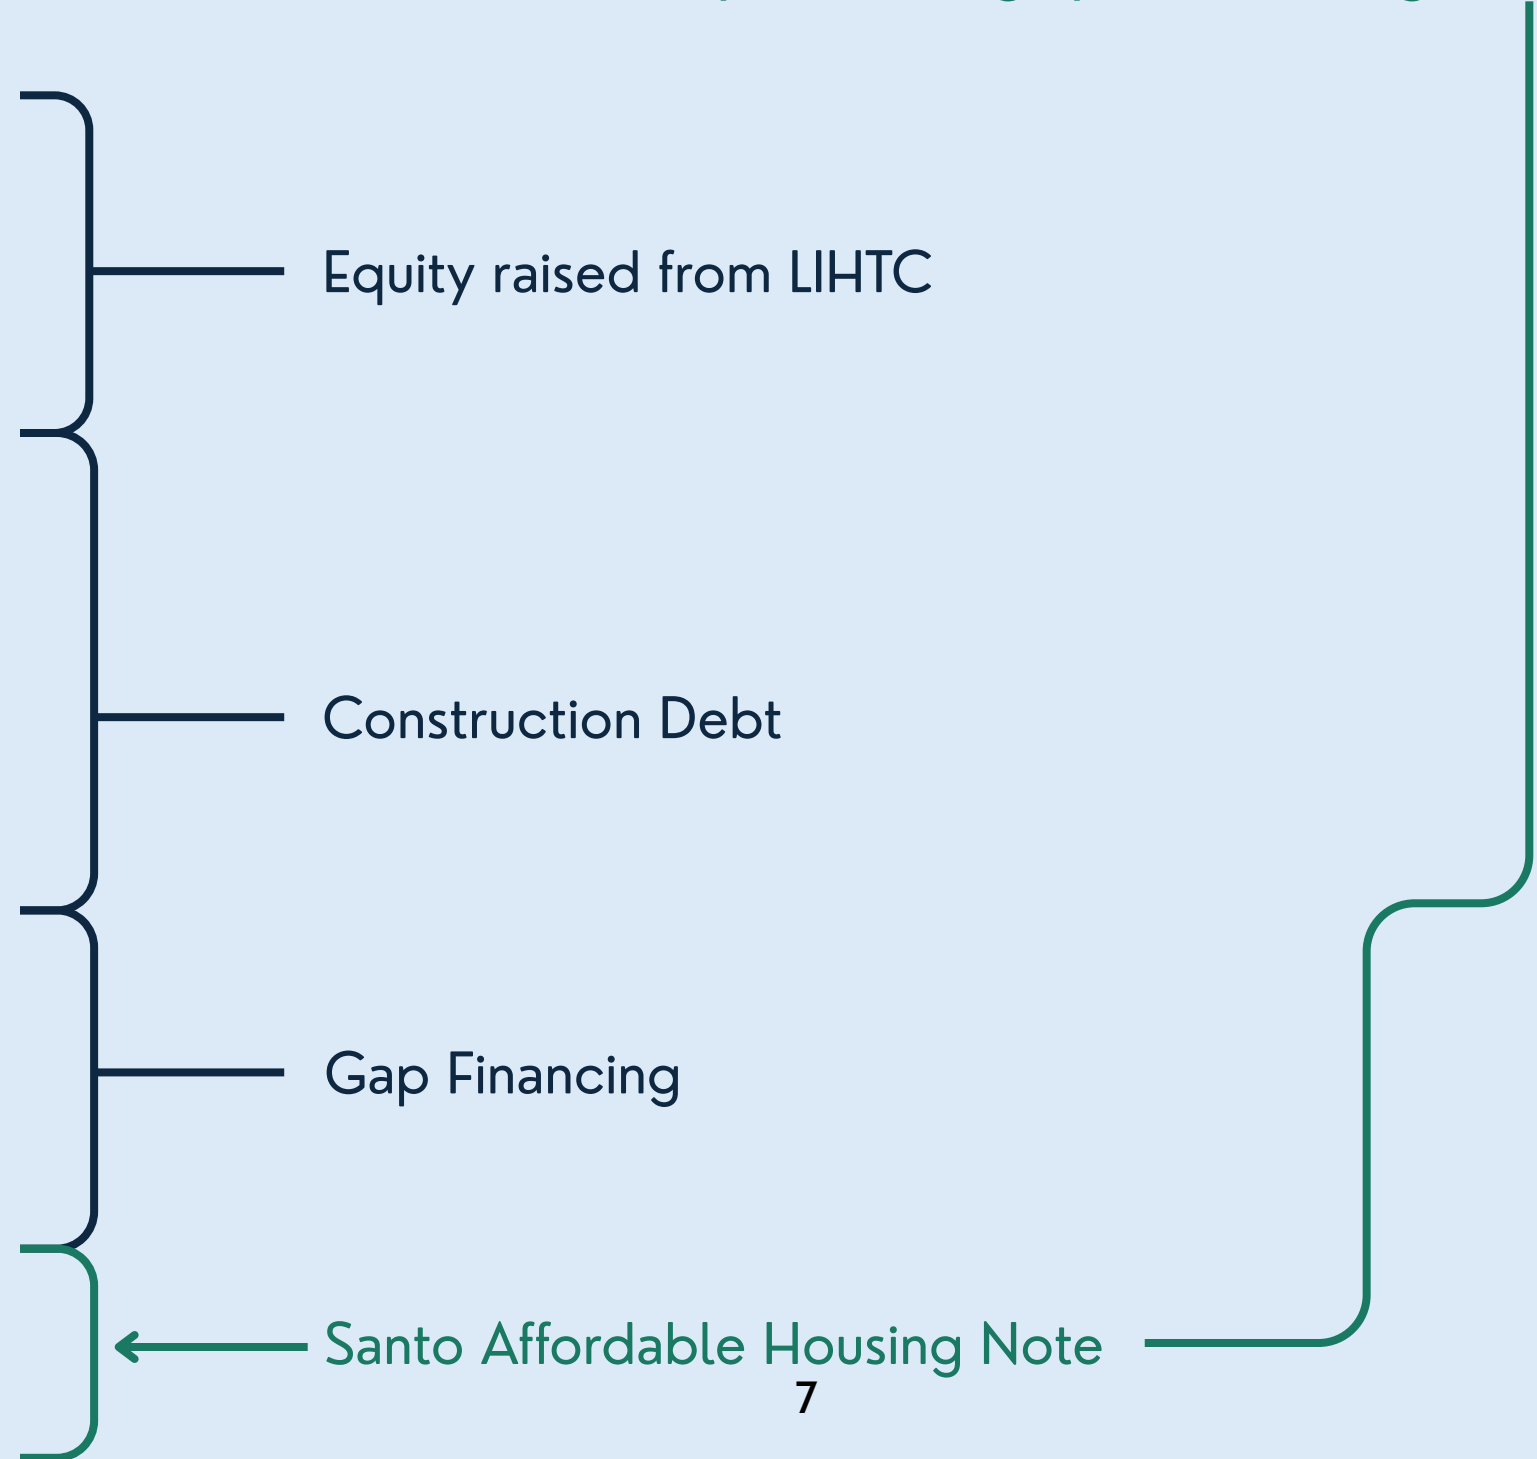 Equity raised from LIHTC
Construction Debt
Gap Financing
Santo Affordable Housing Note
7